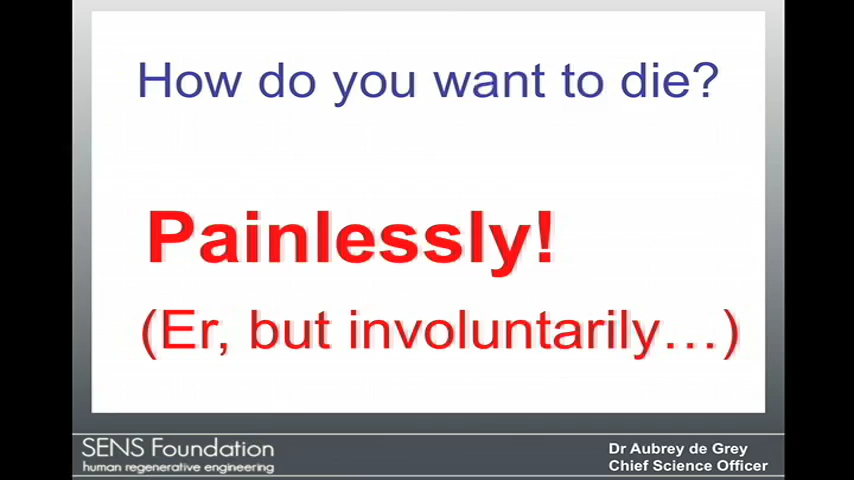 How do you want to die?
Painlessly!
(Er, but involuntarily…)
SENS Foundation
human regenerative engineering
Dr Aubrey de Grey
Chief Science Officer